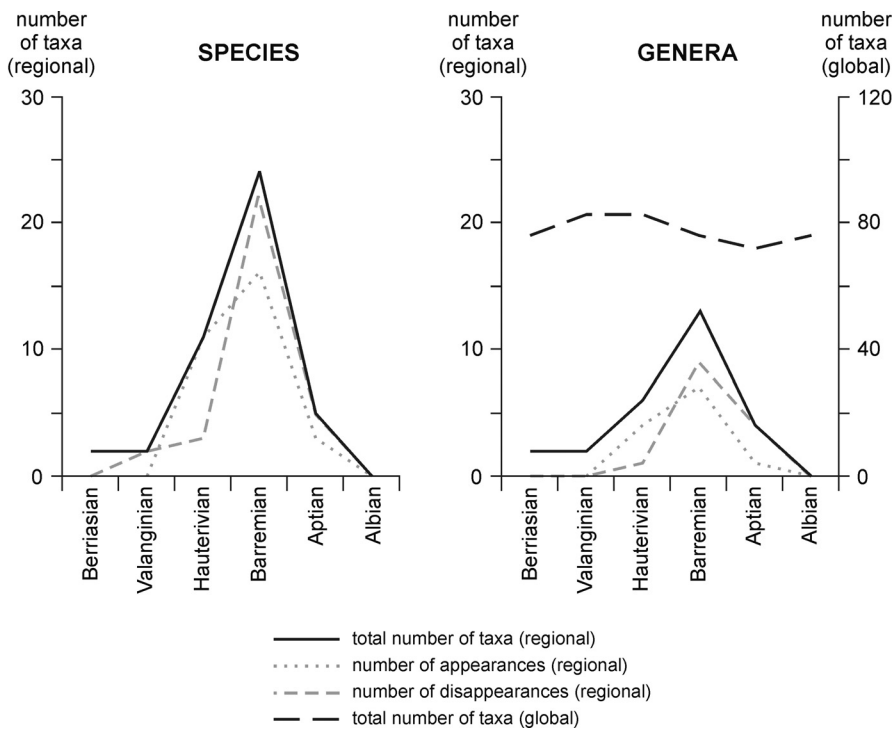 number
of taxa
(regional)
SPECIES
30
20
10
0
Berriasian
Valanginian
Hauterivian
Barremian
Aptian
Albian
number
of taxa
(regional)
GENERA
number
of taxa
(global)
30
20
10
0
120
80
40
0
Berriasian
Valanginian
Hauterivian
Barremian
Aptian
Albian
total number of taxa (regional)
number of appearances (regional)
number of disappearances (regional)
total number of taxa (global)